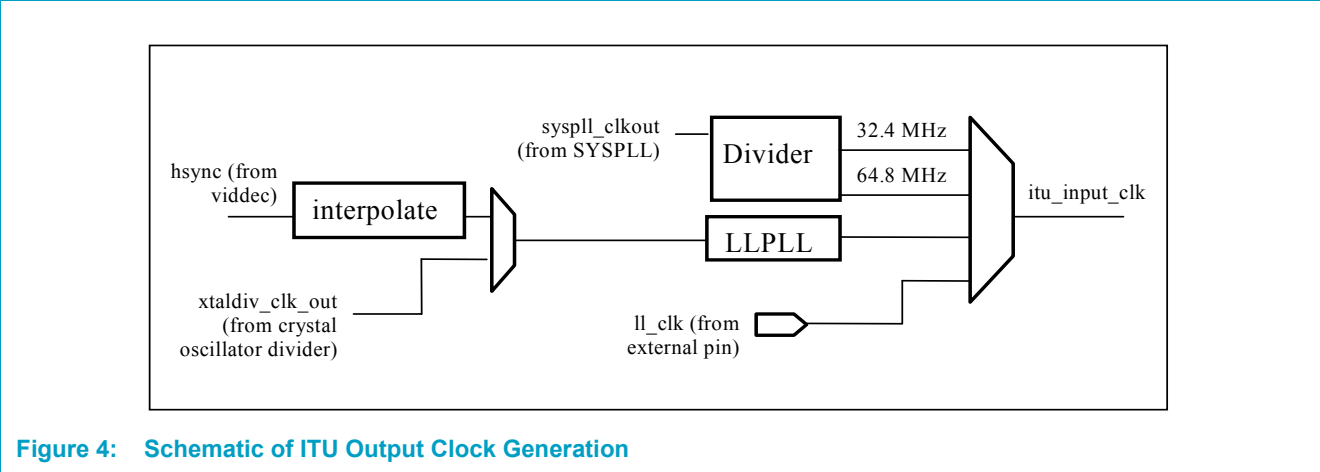 syspll_clkout
(from SYSPLL)
Divider
32.4 MHz
64.8 MHz
hsync (from
viddec)
interpolate
itu_input_clk
LLPLL
xtaldiv_clk_out
(from crystal
oscillator divider)
ll_clk (from
external pin)
Figure 4: Schematic of ITU Output Clock Generation